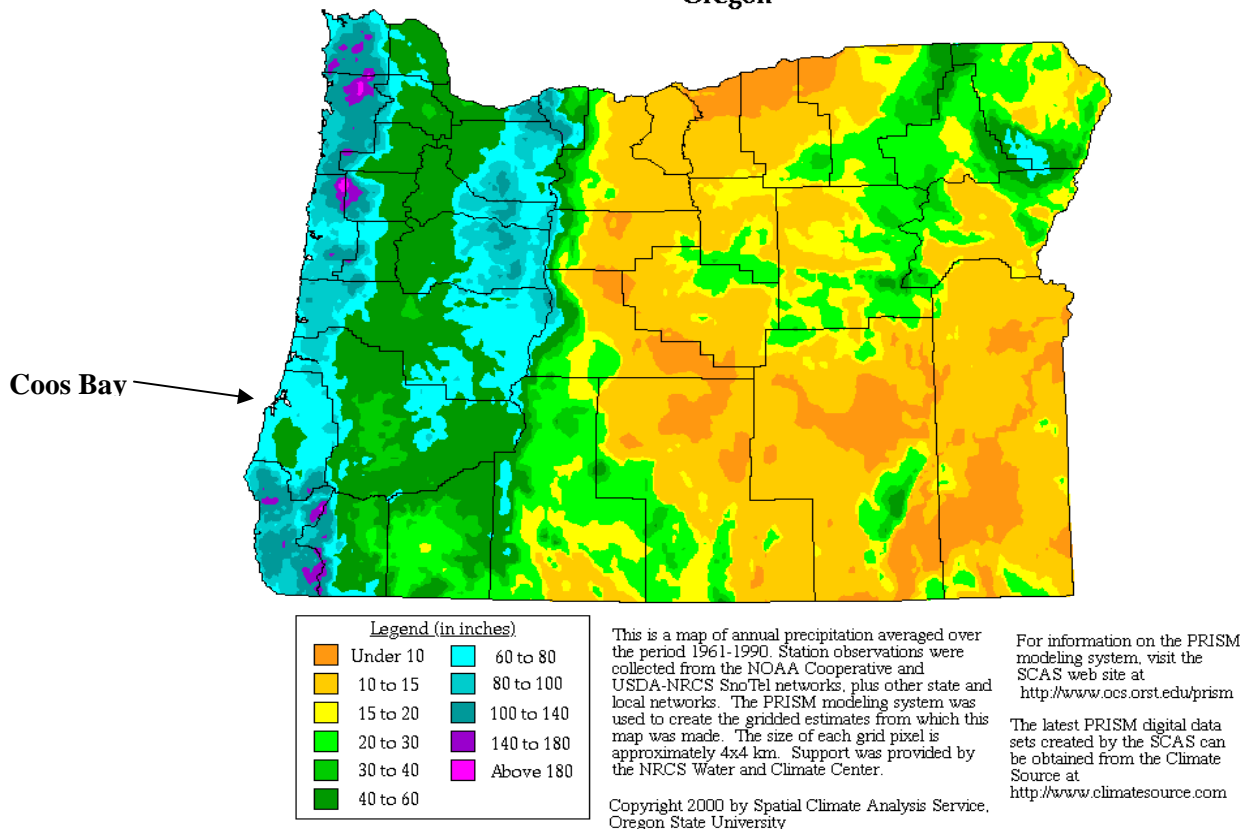 Oregon
Coos Bay
Legend (in inches)
Under 10
10 to 15
15 to 20
20 to 30
30 to 40
40 to 60
60 to 80
80 to 100
100 to 140
140 to 180
Above 180
This is a map of annual precipitation averaged over
the period 1961-1990. Station observations were
collected from the NOAA Cooperative and
USDA-NRCS SnoTel networks, plus other state and
local networks. The PRISM modeling system was
used to create the gridded estimates from which this
map was made. The size of each grid pixel is
approximately 4x4 km. Support was provided by
the NRCS Water and Climate Center.
Copyright 2000 by Spatial Climate Analysis Service,
Oregon State University
For information on the PRISM
modeling system, visit the
SCAS web site at
http://www.ocs.orst.edu/prism
The latest PRISM digital data
sets created by the SCAS can
be obtained from the Climate
Source at
http://www.climatesource.com